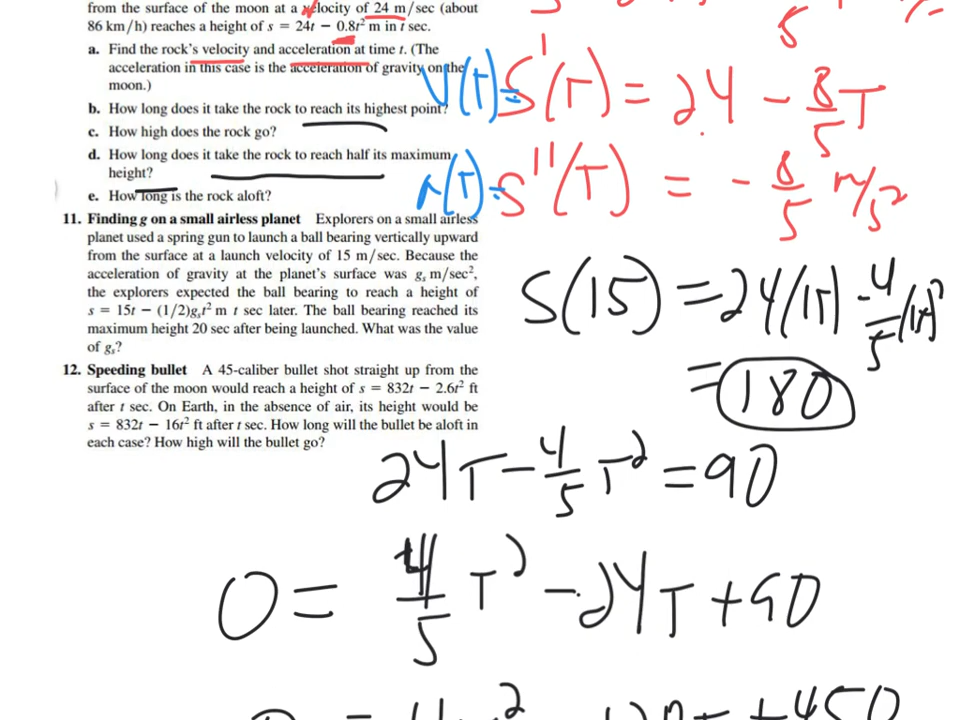 from the surface of the moon at a velocity of 24 m/sec (about
86 km/h) reaches a height of s = 24t − 0.8t² m in t sec.
a. Find the rock's velocity and acceleration at time t. (The
acceleration in this case is the acceleration of gravity on the
moon.)
b. How long does it take the rock to reach its highest point?
c. How high does the rock go?
d. How long does it take the rock to reach half its maximum
height?
e. How long is the rock aloft?
11. Finding g on a small airless planet Explorers on a small airless
planet used a spring gun to launch a ball bearing vertically upward
from the surface at a launch velocity of 15 m/sec. Because the
acceleration of gravity at the planet's surface was gₛ m/sec²,
the explorers expected the ball bearing to reach a height of
s = 15t − (1/2)gₛt² m t sec later. The ball bearing reached its
maximum height 20 sec after being launched. What was the value
of gₛ?
12. Speeding bullet A 45-caliber bullet shot straight up from the
surface of the moon would reach a height of s = 832t − 2.6t² ft
after t sec. On Earth, in the absence of air, its height would be
s = 832t − 16t² ft after t sec. How long will the bullet be aloft in
each case? How high will the bullet go?
5
V(T)=S'(T) = 24 − 8/5 T
A(T)=S''(T) = −8/5 m/s²
S(15) = 24(15) − 4/5 (15)²
= 180
24T − 4/5 T² = 90
0 = 4/5 T² − 24T + 90
+ 450